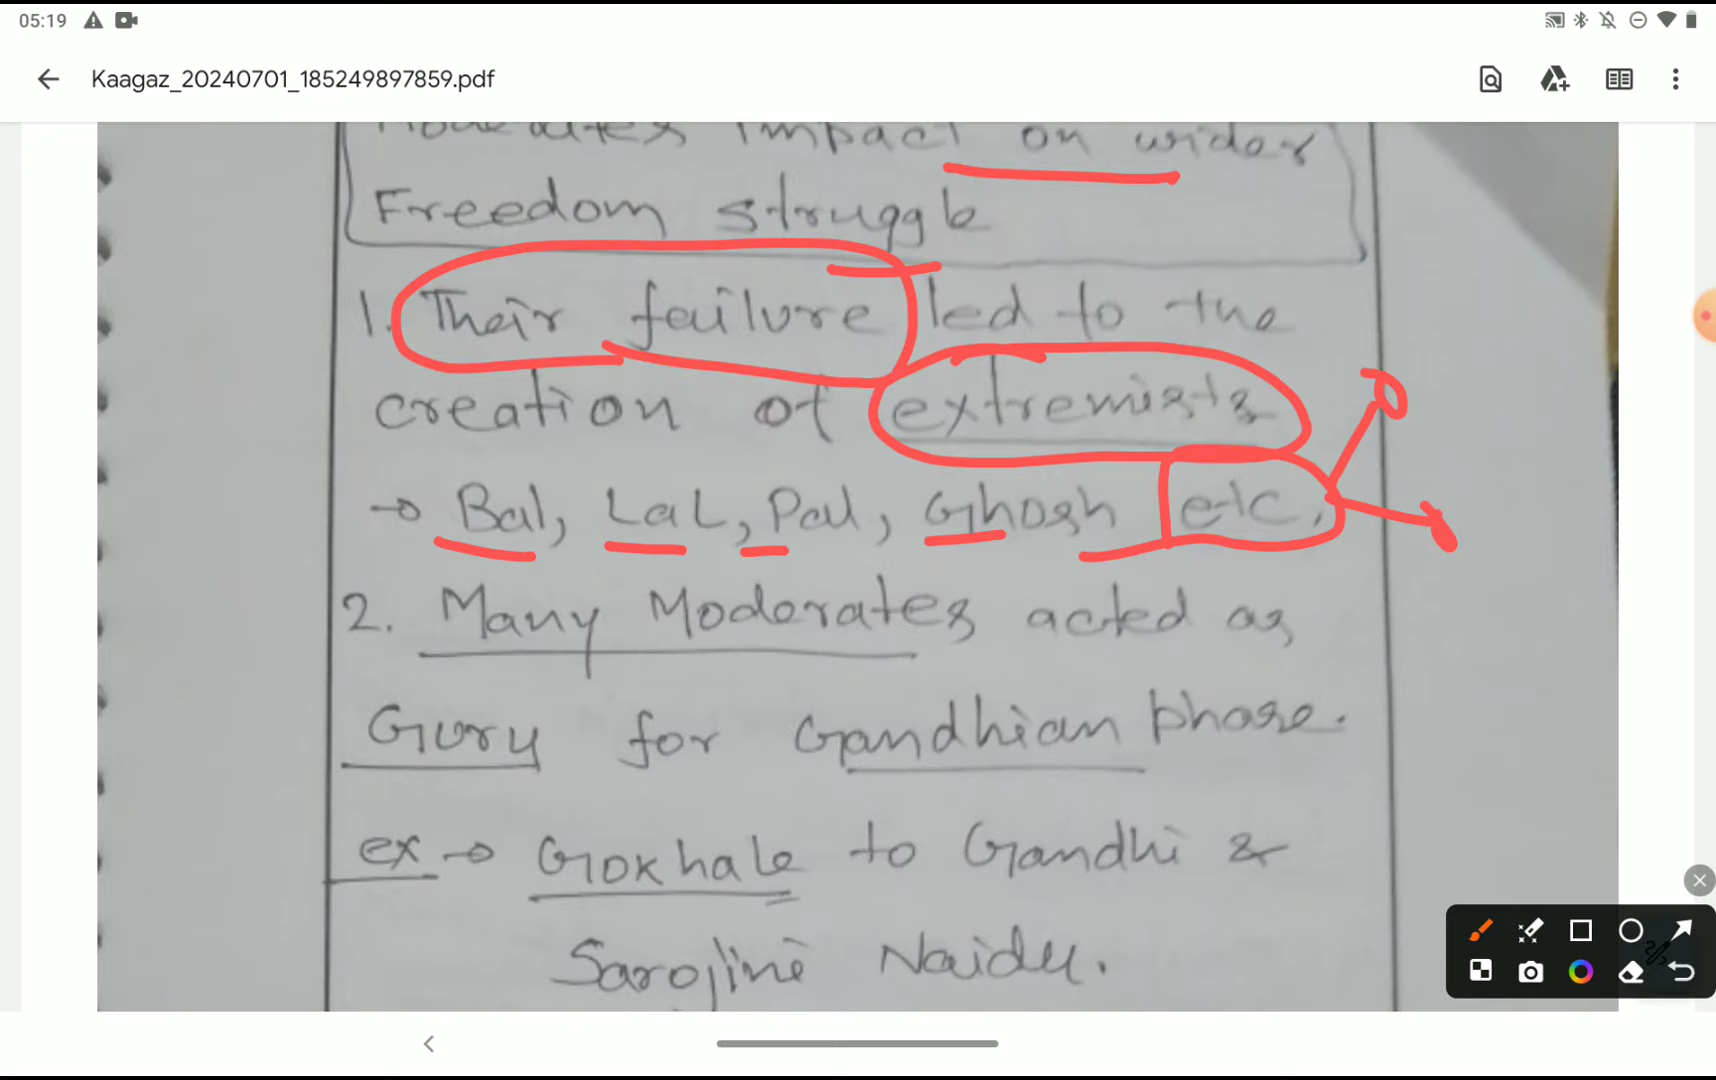 05:19
Kaagaz_20240701_185249897859.pdf
Moderates impact on wider
Freedom struggle
1. Their failure led to the
creation of extremists
→ Bal, LaL, Pal, Ghosh etc.
2. Many Moderates acted as
Guru for Gandhian phase.
ex → Gokhale to Gandhi &
Sarojini Naidu.